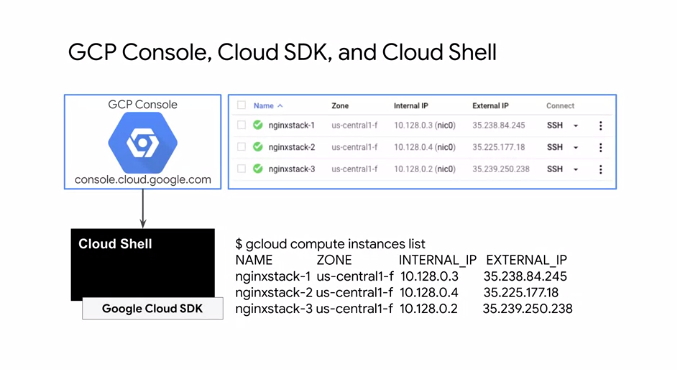 GCP Console, Cloud SDK, and Cloud Shell
GCP Console
console.cloud.google.com
Name Zone Internal IP External IP Connect
nginxstack-1 us-central1-f 10.128.0.3 (nic0) 35.238.84.245 SSH
nginxstack-2 us-central1-f 10.128.0.4 (nic0) 35.225.177.18 SSH
nginxstack-3 us-central1-f 10.128.0.2 (nic0) 35.239.250.238 SSH
Cloud Shell
Google Cloud SDK
$ gcloud compute instances list
NAME ZONE INTERNAL_IP EXTERNAL_IP
nginxstack-1 us-central1-f 10.128.0.3 35.238.84.245
nginxstack-2 us-central1-f 10.128.0.4 35.225.177.18
nginxstack-3 us-central1-f 10.128.0.2 35.239.250.238